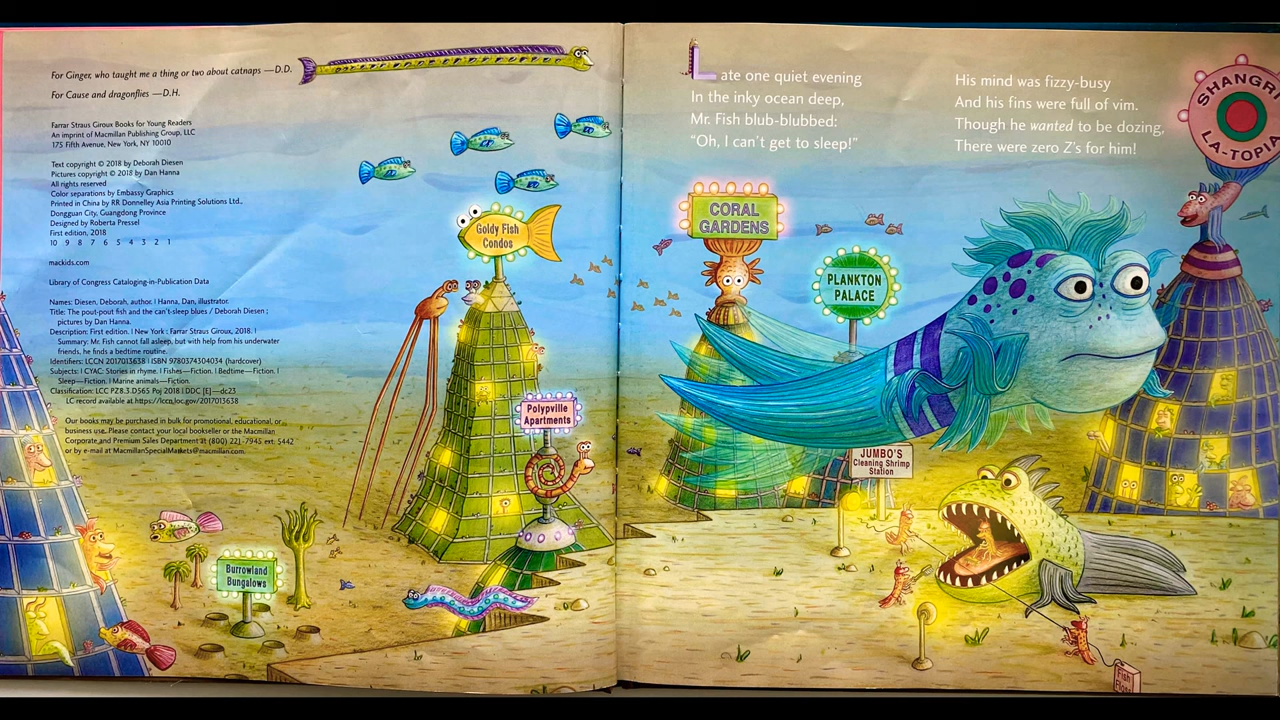 For Ginger, who taught me a thing or two about catnaps —D.D.
For Cause and dragonflies —D.H.
Farrar Straus Giroux Books for Young Readers
An imprint of Macmillan Publishing Group, LLC
175 Fifth Avenue, New York, NY 10010
Text copyright © 2018 by Deborah Diesen
Pictures copyright © 2018 by Dan Hanna
All rights reserved
Color separations by Embassy Graphics
Printed in China by RR Donnelley Asia Printing Solutions Ltd.,
Dongguan City, Guangdong Province
Designed by Roberta Pressel
First edition, 2018
10 9 8 7 6 5 4 3 2 1
mackids.com
Library of Congress Cataloging-in-Publication Data
Names: Diesen, Deborah, author. | Hanna, Dan, illustrator.
Title: The pout-pout fish and the can't-sleep blues / Deborah Diesen ;
pictures by Dan Hanna.
Description: First edition. | New York : Farrar Straus Giroux, 2018. |
Summary: Mr. Fish cannot fall asleep, but with help from his underwater
friends, he finds a bedtime routine.
Identifiers: LCCN 2017013638 | ISBN 9780374304034 (hardcover)
Subjects: | CYAC: Stories in rhyme. | Fishes—Fiction. | Bedtime—Fiction. |
Sleep—Fiction. | Marine animals—Fiction.
Classification: LCC PZ8.3.D565 Poj 2018 | DDC [E]—dc23
LC record available at https://lccn.loc.gov/2017013638
Our books may be purchased in bulk for promotional, educational, or
business use. Please contact your local bookseller or the Macmillan
Corporate and Premium Sales Department at (800) 221-7945 ext. 5442
or by e-mail at MacmillanSpecialMarkets@macmillan.com.
Goldy Fish
Condos
Polypville
Apartments
Burrowland
Bungalows
Late one quiet evening
In the inky ocean deep,
Mr. Fish blub-blubbed:
“Oh, I can't get to sleep!”
His mind was fizzy-busy
And his fins were full of vim.
Though he wanted to be dozing,
There were zero Z's for him!
SHANGRI
LA-TOPIA
CORAL
GARDENS
PLANKTON
PALACE
JUMBO'S
Cleaning Shrimp
Station
Fish
Floss